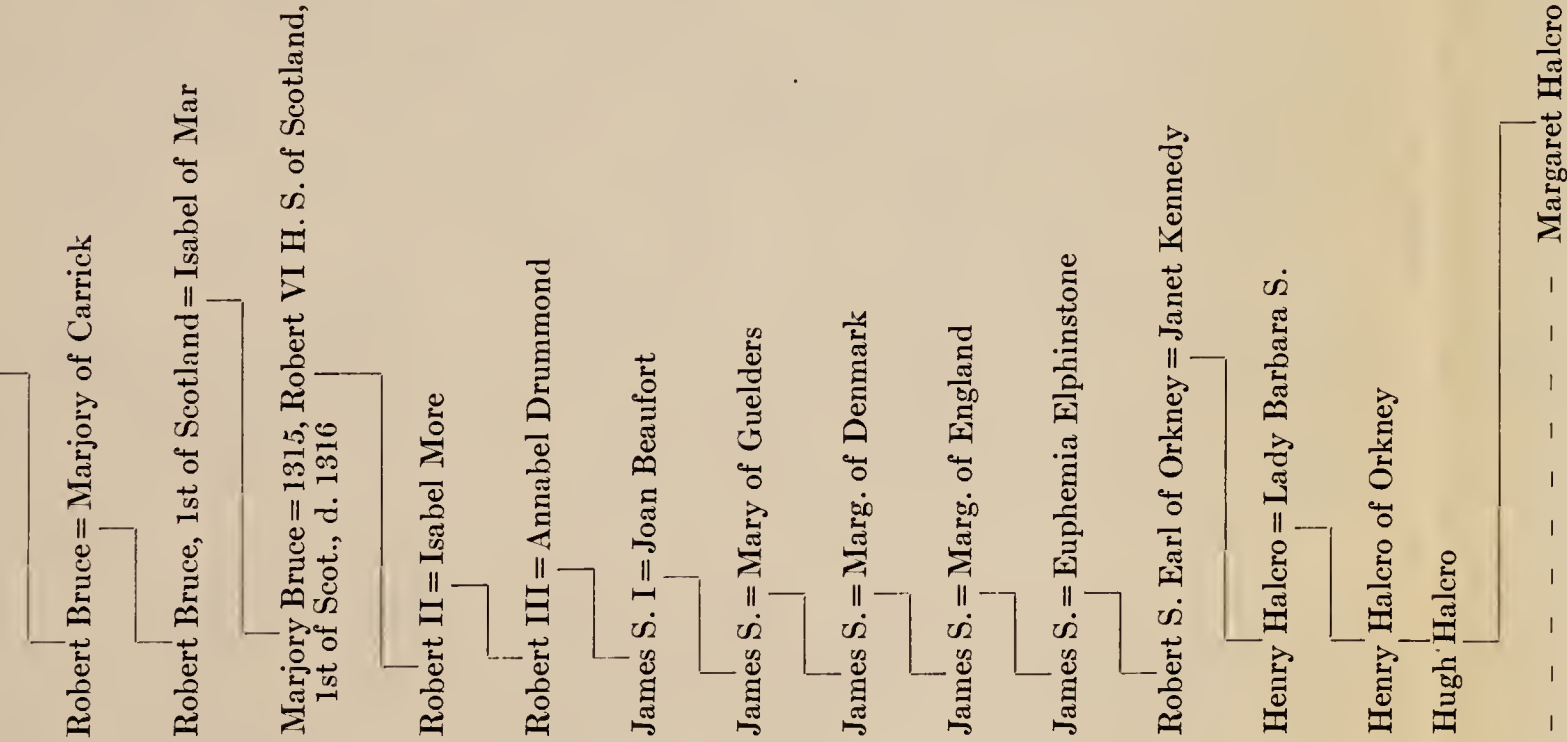 Robert Bruce = Marjory of Carrick
Robert Bruce, 1st of Scotland = Isabel of Mar
Marjory Bruce = 1315, Robert VI H. S. of Scotland,
1st of Scot., d. 1316
Robert II = Isabel More
Robert III = Annabel Drummond
James S. I = Joan Beaufort
James S. = Mary of Guelders
James S. = Marg. of Denmark
James S. = Marg. of England
James S. = Euphemia Elphinstone
Robert S. Earl of Orkney = Janet Kennedy
Henry Halcro = Lady Barbara S.
Henry Halcro of Orkney
Hugh Halcro
Margaret Halcro